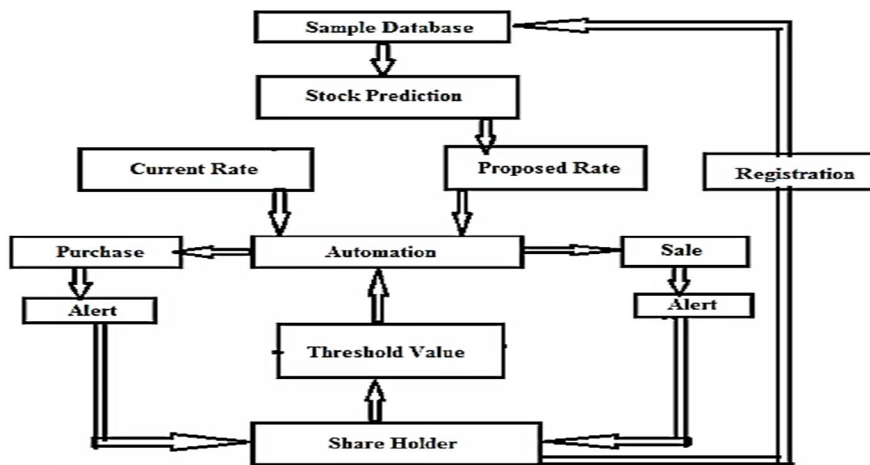 Sample Database
Stock Prediction
Current Rate
Proposed Rate
Registration
Purchase
Automation
Sale
Alert
Alert
Threshold Value
Share Holder